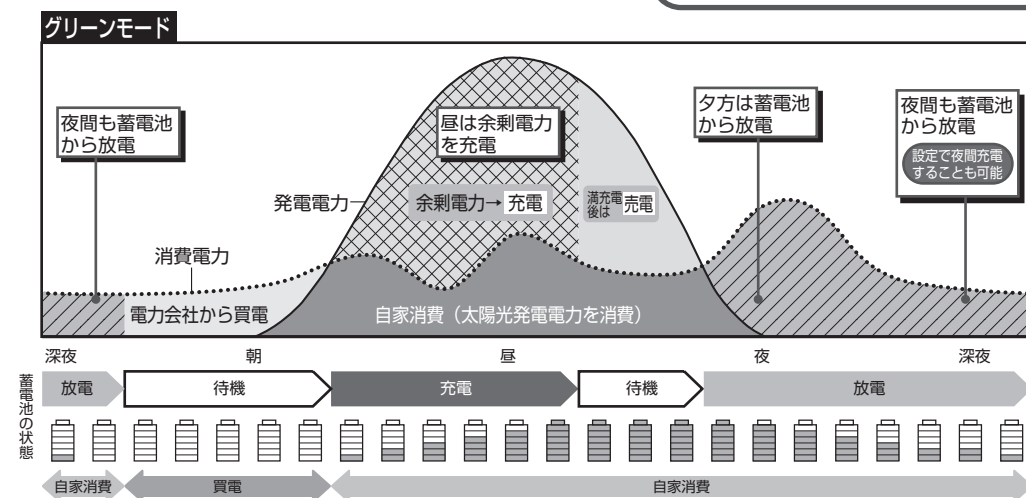 グリーンモード
夜間も蓄電池
から放電
昼は余剰電力
を充電
夕方は蓄電池
から放電
夜間も蓄電池
から放電
設定で夜間充電
することも可能
発電電力
余剰電力→ 充電
満充電
後は
売電
消費電力
電力会社から買電
自家消費（太陽光発電電力を消費）
深夜 朝 昼 夜 深夜
蓄電池の状態
放電 待機 充電 待機 放電
自家消費 買電 自家消費